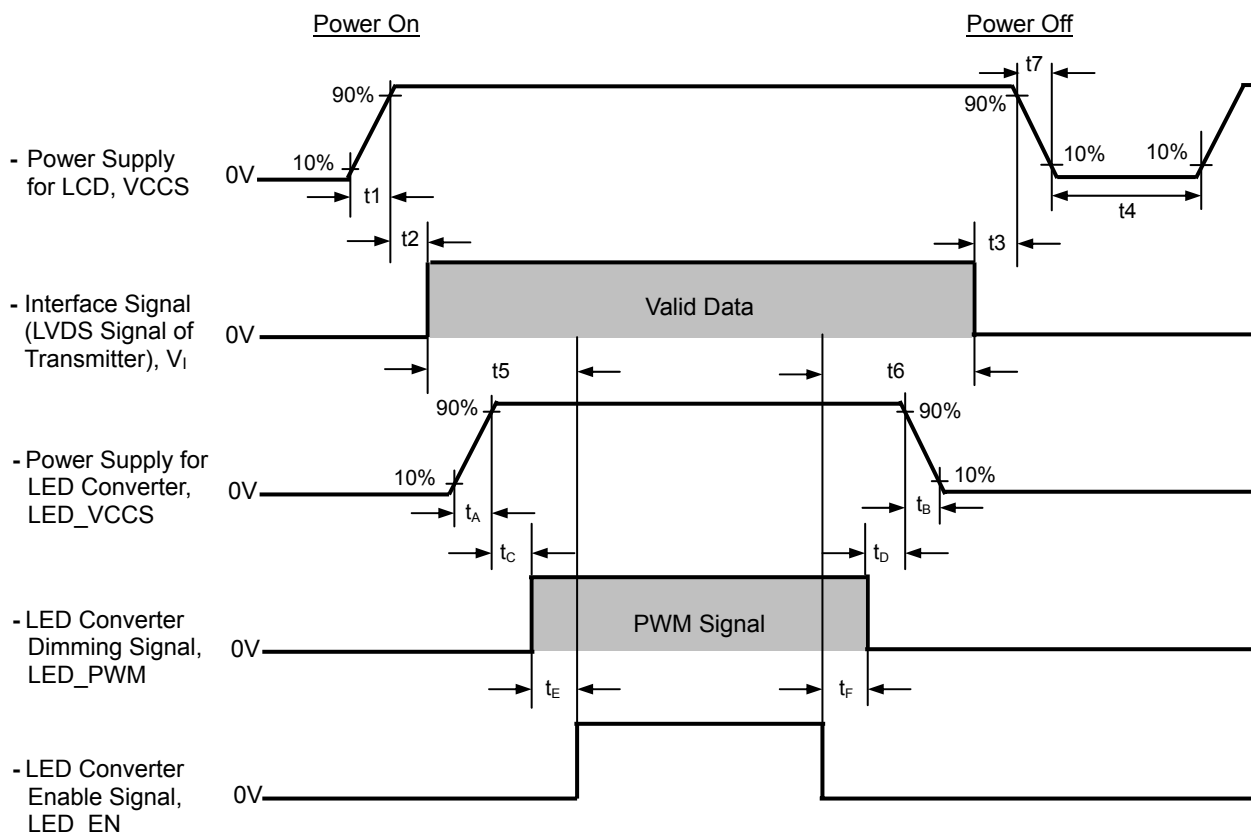 Power On
Power Off
t7
90%
90%
10%
10%
10%
- Power Supply
for LCD, VCCS
0V
t1
t4
t2
t3
- Interface Signal
(LVDS Signal of
Transmitter), VI
0V
Valid Data
t5
t6
90%
90%
- Power Supply for
LED Converter,
LED_VCCS
10%
10%
0V
tA
tB
tC
tD
- LED Converter
Dimming Signal,
LED_PWM
0V
PWM Signal
tE
tF
- LED Converter
Enable Signal,
LED_EN
0V